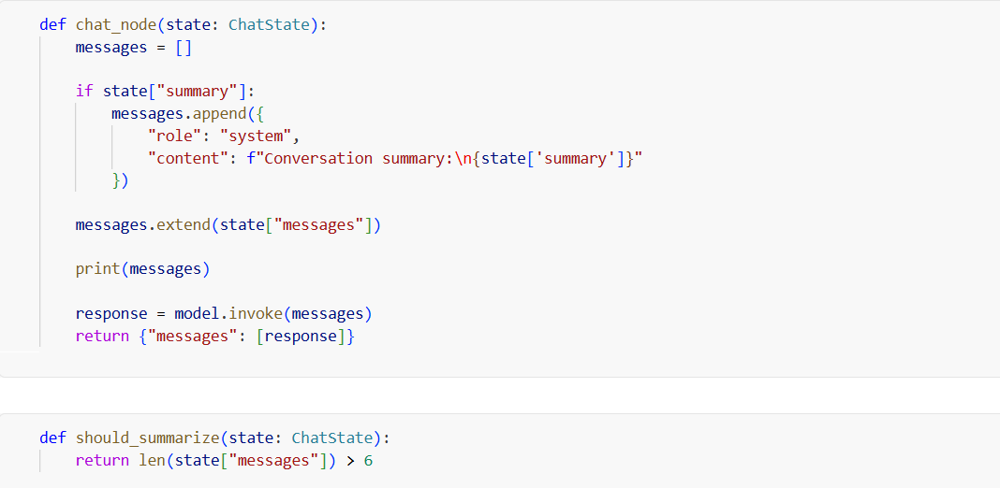 def chat_node(state: ChatState):
    messages = []
    if state["summary"]:
        messages.append({
            "role": "system",
            "content": f"Conversation summary:\n{state['summary']}"
        })
    messages.extend(state["messages"])
    print(messages)
    response = model.invoke(messages)
    return {"messages": [response]}
def should_summarize(state: ChatState):
    return len(state["messages"]) > 6